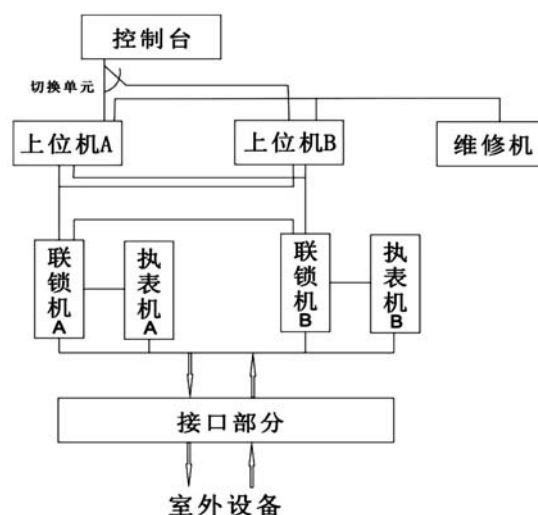 控制台
切换单元
上位机A
上位机B
维修机
联锁机A
执表机A
联锁机B
执表机B
接口部分
室外设备